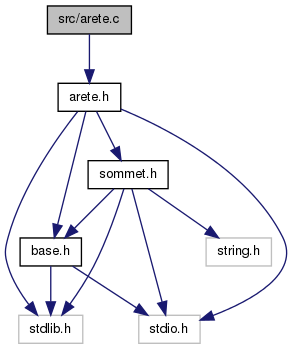 src/arete.c
arete.h
sommet.h
base.h
string.h
stdlib.h
stdio.h